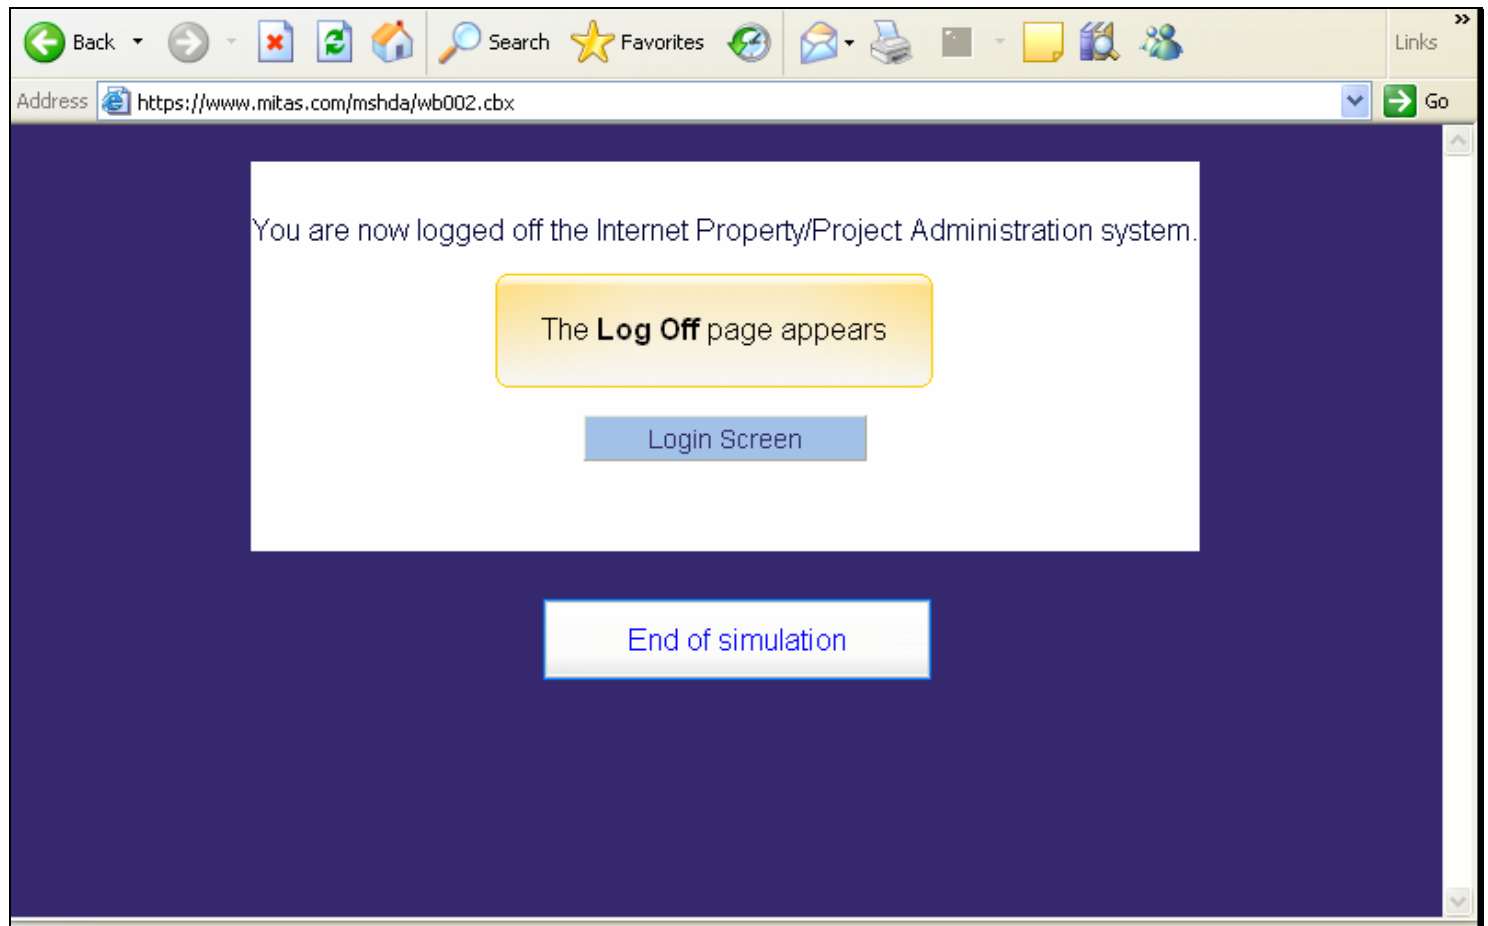 Back Search Favorites Links »
Address https://www.mitas.com/mshda/wb002.cbx Go
You are now logged off the Internet Property/Project Administration system.
The Log Off page appears
Login Screen
End of simulation